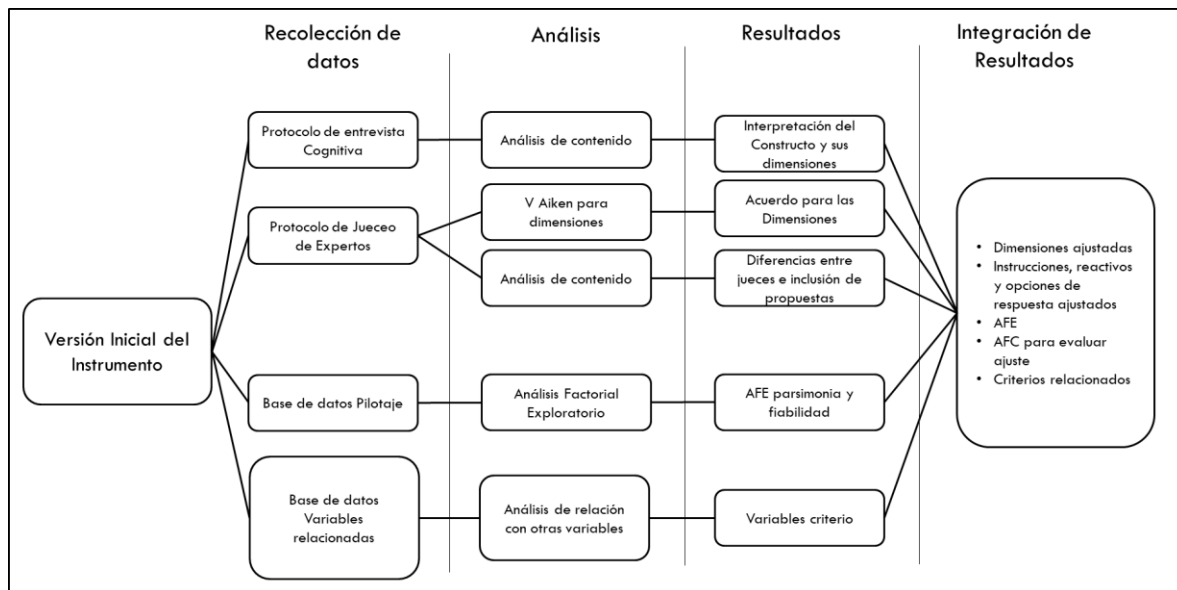 Recolección de
datos
Análisis
Resultados
Integración de
Resultados
Versión Inicial del
Instrumento
Protocolo de entrevista
Cognitiva
Análisis de contenido
Interpretación del
Constructo y sus
dimensiones
Protocolo de Jueceo de
Expertos
V Aiken para
dimensiones
Acuerdo para las
Dimensiones
Análisis de contenido
Diferencias entre
jueces e inclusión de
propuestas
Base de datos Pilotaje
Análisis Factorial
Exploratorio
AFE parsimonia y
fiabilidad
Base de datos
Variables
relacionadas
Análisis de relación
con otras variables
Variables criterio
• Dimensiones ajustadas
• Instrucciones, reactivos
y opciones de
respuesta ajustados
• AFE
• AFC para evaluar
ajuste
• Criterios relacionados